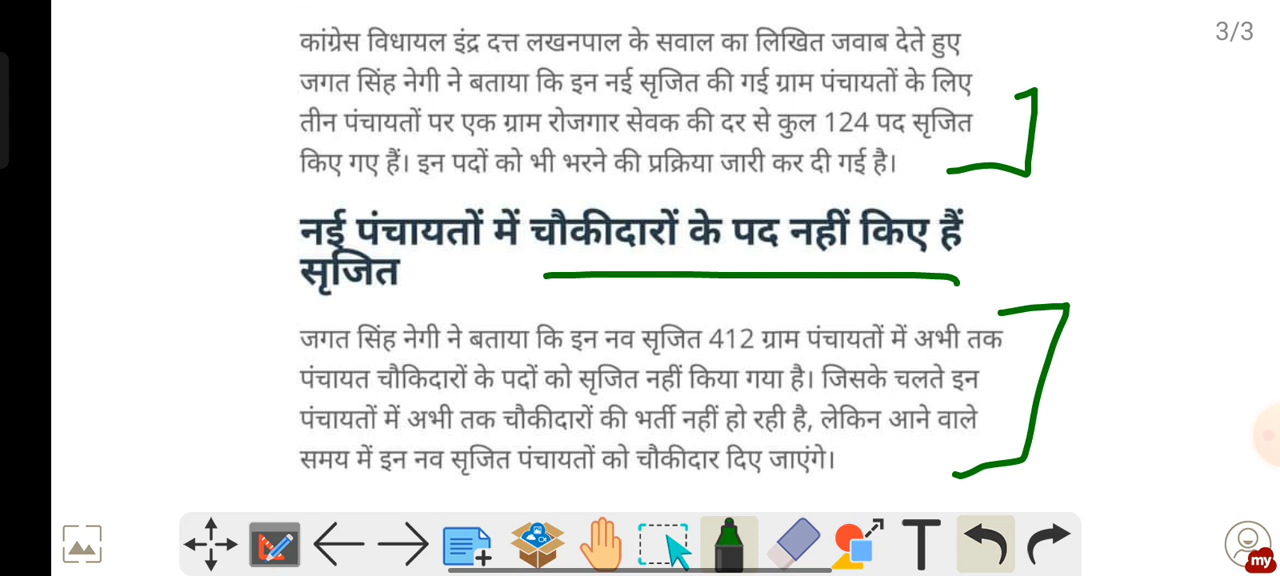 3/3
कांग्रेस विधायल इंद्र दत्त लखनपाल के सवाल का लिखित जवाब देते हुए
जगत सिंह नेगी ने बताया कि इन नई सृजित की गई ग्राम पंचायतों के लिए
तीन पंचायतों पर एक ग्राम रोजगार सेवक की दर से कुल 124 पद सृजित
किए गए हैं। इन पदों को भी भरने की प्रक्रिया जारी कर दी गई है।
नई पंचायतों में चौकीदारों के पद नहीं किए हैं
सृजित
जगत सिंह नेगी ने बताया कि इन नव सृजित 412 ग्राम पंचायतों में अभी तक
पंचायत चौकिदारों के पदों को सृजित नहीं किया गया है। जिसके चलते इन
पंचायतों में अभी तक चौकीदारों की भर्ती नहीं हो रही है, लेकिन आने वाले
समय में इन नव सृजित पंचायतों को चौकीदार दिए जाएंगे।
T
my